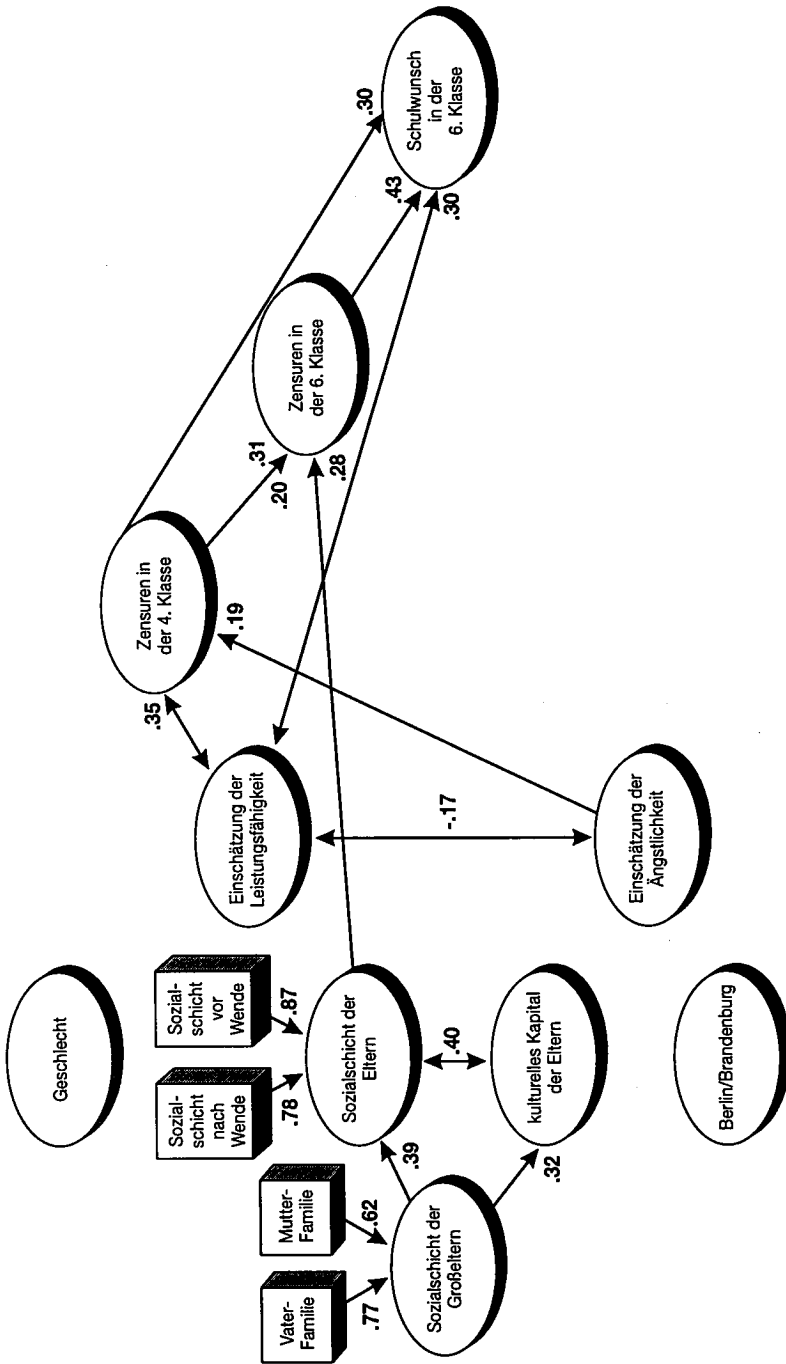 Geschlecht
Sozial-
schicht
nach
Wende
Sozial-
schicht
vor
Wende
.78
.87
Vater-
Familie
Mutter-
Familie
.77
.62
Sozialschicht der
Großeltern
.39
.32
Sozialschicht der
Eltern
.40
kulturelles Kapital
der Eltern
Berlin/Brandenburg
Einschätzung der
Leistungsfähigkeit
-.17
Einschätzung der
Ängstlichkeit
.35
Zensuren in
der 4. Klasse
.19
.20
.31
.28
Zensuren in
der 6. Klasse
.30
.43
.30
Schulwunsch
in der
6. Klasse